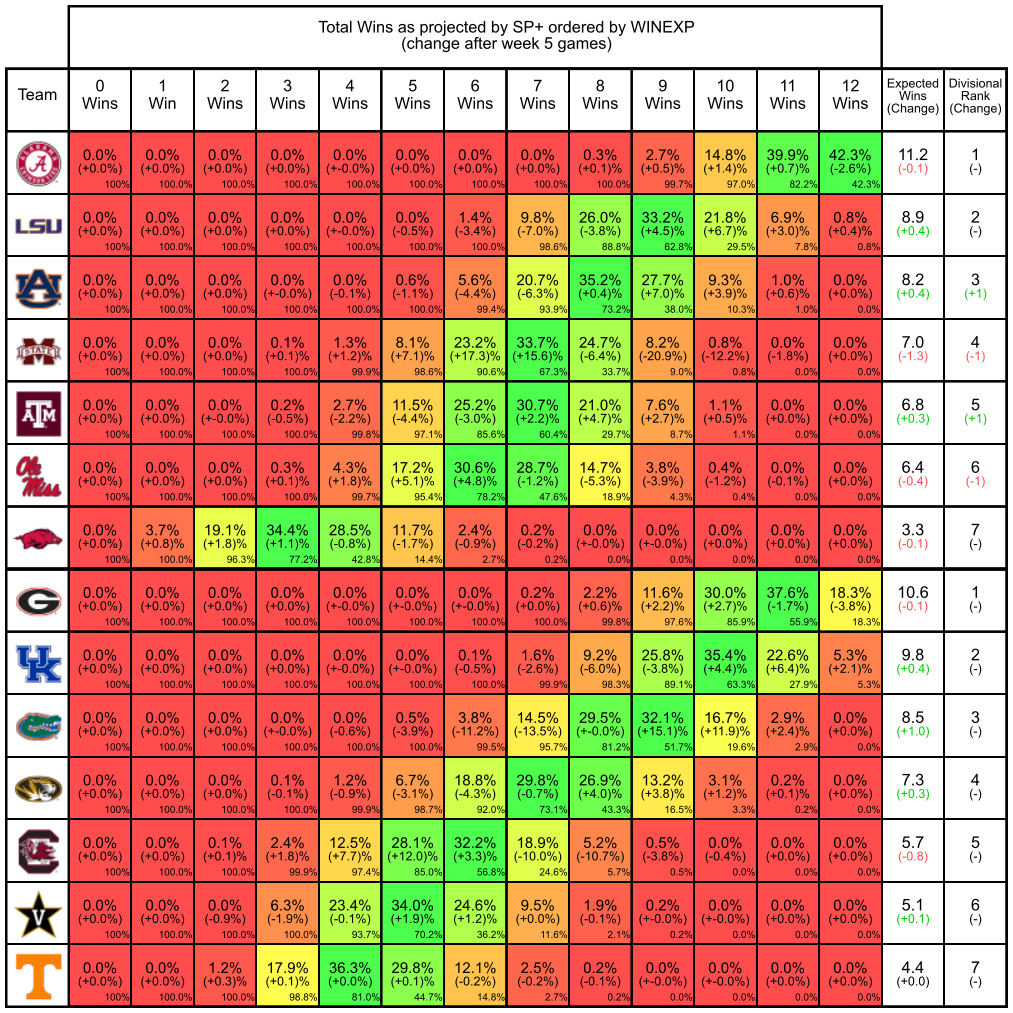 Total Wins as projected by SP+ ordered by WINEXP
(change after week 5 games)
Team 0 Wins 1 Win 2 Wins 3 Wins 4 Wins 5 Wins 6 Wins 7 Wins 8 Wins 9 Wins 10 Wins 11 Wins 12 Wins Expected Wins (Change) Divisional Rank (Change)
ALABAMA CRIMSON TIDE A
0.0% 0.0% 0.0% 0.0% 0.0% 0.0% 0.0% 0.0% 0.3% 2.7% 14.8% 39.9% 42.3% 11.2 1
(+0.0%) (+0.0%) (+0.0%) (+0.0%) (+-0.0%) (+0.0%) (+0.0%) (+0.0%) (+0.1%) (+0.5)% (+1.4)% (+0.7)% (-2.6)% (-0.1) (-)
100% 100.0% 100.0% 100.0% 100.0% 100.0% 100.0% 100.0% 100.0% 99.7% 97.0% 82.2% 42.3%
LSU
0.0% 0.0% 0.0% 0.0% 0.0% 0.0% 1.4% 9.8% 26.0% 33.2% 21.8% 6.9% 0.8% 8.9 2
(+0.0%) (+0.0%) (+0.0%) (+0.0%) (+-0.0%) (-0.5%) (-3.4%) (-7.0%) (-3.8%) (+4.5)% (+6.7)% (+3.0)% (+0.4)% (+0.4) (-)
100% 100.0% 100.0% 100.0% 100.0% 100.0% 100.0% 98.6% 88.8% 62.8% 29.5% 7.8% 0.8%
AU
0.0% 0.0% 0.0% 0.0% 0.0% 0.6% 5.6% 20.7% 35.2% 27.7% 9.3% 1.0% 0.0% 8.2 3
(+0.0%) (+0.0%) (+0.0%) (+-0.0%) (-0.1%) (-1.1%) (-4.4%) (-6.3%) (+0.4)% (+7.0)% (+3.9)% (+0.6)% (+0.0%) (+0.4) (+1)
100% 100.0% 100.0% 100.0% 100.0% 100.0% 99.4% 93.9% 73.2% 38.0% 10.3% 1.0% 0.0%
M STATE
0.0% 0.0% 0.0% 0.1% 1.3% 8.1% 23.2% 33.7% 24.7% 8.2% 0.8% 0.0% 0.0% 7.0 4
(+0.0%) (+0.0%) (+0.0%) (+0.1)% (+1.2)% (+7.1)% (+17.3)% (+15.6)% (-6.4)% (-20.9)% (-12.2)% (-1.8%) (+0.0%) (-1.3) (-1)
100% 100.0% 100.0% 100.0% 99.9% 98.6% 90.6% 67.3% 33.7% 9.0% 0.8% 0.0% 0.0%
ATM
0.0% 0.0% 0.0% 0.2% 2.7% 11.5% 25.2% 30.7% 21.0% 7.6% 1.1% 0.0% 0.0% 6.8 5
(+0.0%) (+0.0%) (+-0.0%) (-0.5%) (-2.2%) (-4.4%) (-3.0%) (+2.2)% (+4.7)% (+2.7)% (+0.5)% (+0.0%) (+0.0%) (+0.3) (+1)
100% 100.0% 100.0% 100.0% 99.8% 97.1% 85.6% 60.4% 29.7% 8.7% 1.1% 0.0% 0.0%
Ole Miss
0.0% 0.0% 0.0% 0.3% 4.3% 17.2% 30.6% 28.7% 14.7% 3.8% 0.4% 0.0% 0.0% 6.4 6
(+0.0%) (+0.0%) (+0.0%) (+0.1)% (+1.8)% (+5.1)% (+4.8)% (-1.2)% (-5.3)% (-3.9)% (-1.2)% (-0.1%) (+0.0%) (-0.4) (-1)
100% 100.0% 100.0% 100.0% 99.7% 95.4% 78.2% 47.6% 18.9% 4.3% 0.4% 0.0% 0.0%
0.0% 3.7% 19.1% 34.4% 28.5% 11.7% 2.4% 0.2% 0.0% 0.0% 0.0% 0.0% 0.0% 3.3 7
(+0.0%) (+0.8)% (+1.8)% (+1.1)% (-0.8)% (-1.7)% (-0.9)% (-0.2)% (+-0.0%) (+-0.0%) (+0.0%) (+0.0%) (+0.0%) (-0.1) (-)
100% 100.0% 96.3% 77.2% 42.8% 14.4% 2.7% 0.2% 0.0% 0.0% 0.0% 0.0% 0.0%
G
0.0% 0.0% 0.0% 0.0% 0.0% 0.0% 0.0% 0.2% 2.2% 11.6% 30.0% 37.6% 18.3% 10.6 1
(+0.0%) (+0.0%) (+0.0%) (+0.0%) (+-0.0%) (+-0.0%) (+-0.0%) (+0.0%) (+0.6)% (+2.2)% (+2.7)% (-1.7)% (-3.8)% (-0.1) (-)
100% 100.0% 100.0% 100.0% 100.0% 100.0% 100.0% 100.0% 99.8% 97.6% 85.9% 55.9% 18.3%
UK
0.0% 0.0% 0.0% 0.0% 0.0% 0.0% 0.1% 1.6% 9.2% 25.8% 35.4% 22.6% 5.3% 9.8 2
(+0.0%) (+0.0%) (+0.0%) (+0.0%) (+-0.0%) (+-0.0%) (-0.5%) (-2.6%) (-6.0%) (-3.8)% (+4.4)% (+6.4)% (+2.1)% (+0.4) (-)
100% 100.0% 100.0% 100.0% 100.0% 100.0% 100.0% 99.9% 98.3% 89.1% 63.3% 27.9% 5.3%
0.0% 0.0% 0.0% 0.0% 0.0% 0.5% 3.8% 14.5% 29.5% 32.1% 16.7% 2.9% 0.0% 8.5 3
(+0.0%) (+0.0%) (+0.0%) (+-0.0%) (-0.6%) (-3.9%) (-11.2%) (-13.5%) (+-0.0%) (+15.1)% (+11.9)% (+2.4)% (+0.0%) (+1.0) (-)
100% 100.0% 100.0% 100.0% 100.0% 100.0% 99.5% 95.7% 81.2% 51.7% 19.6% 2.9% 0.0%
0.0% 0.0% 0.0% 0.1% 1.2% 6.7% 18.8% 29.8% 26.9% 13.2% 3.1% 0.2% 0.0% 7.3 4
(+0.0%) (+0.0%) (+0.0%) (-0.1%) (-0.9%) (-3.1%) (-4.3%) (-0.7%) (+4.0)% (+3.8)% (+1.2)% (+0.1)% (+0.0%) (+0.3) (-)
100% 100.0% 100.0% 100.0% 99.9% 98.7% 92.0% 73.1% 43.3% 16.5% 3.3% 0.2% 0.0%
C
0.0% 0.0% 0.1% 2.4% 12.5% 28.1% 32.2% 18.9% 5.2% 0.5% 0.0% 0.0% 0.0% 5.7 5
(+0.0%) (+0.0%) (+0.1)% (+1.8)% (+7.7)% (+12.0)% (+3.3)% (-10.0)% (-10.7)% (-3.8%) (-0.4%) (+0.0%) (+0.0%) (-0.8) (-)
100% 100.0% 100.0% 99.9% 97.4% 85.0% 56.8% 24.6% 5.7% 0.5% 0.0% 0.0% 0.0%
V
0.0% 0.0% 0.0% 6.3% 23.4% 34.0% 24.6% 9.5% 1.9% 0.2% 0.0% 0.0% 0.0% 5.1 6
(+0.0%) (+0.0%) (-0.9%) (-1.9%) (-0.1%) (+1.9)% (+1.2)% (+0.0)% (-0.1%) (+-0.0%) (+-0.0%) (+0.0%) (+0.0%) (+0.1) (-)
100% 100.0% 100.0% 100.0% 93.7% 70.2% 36.2% 11.6% 2.1% 0.2% 0.0% 0.0% 0.0%
T
0.0% 0.0% 1.2% 17.9% 36.3% 29.8% 12.1% 2.5% 0.2% 0.0% 0.0% 0.0% 0.0% 4.4 7
(+0.0%) (+0.0%) (+0.3)% (+0.1)% (+0.0)% (+0.1)% (-0.2)% (-0.2)% (-0.1%) (+-0.0%) (+-0.0%) (+0.0%) (+0.0%) (+0.0) (-)
100% 100.0% 100.0% 98.8% 81.0% 44.7% 14.8% 2.7% 0.2% 0.0% 0.0% 0.0% 0.0%